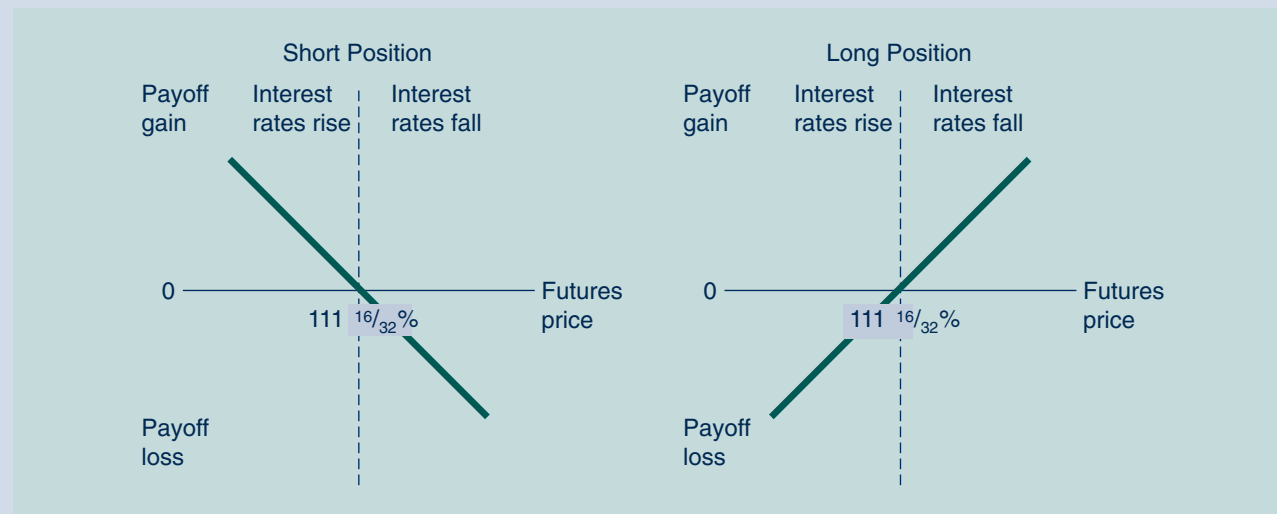 Short Position
Payoff gain
Interest rates rise
Interest rates fall
0
Futures price
111 16/32%
Payoff loss
Long Position
Payoff gain
Interest rates rise
Interest rates fall
0
Futures price
111 16/32%
Payoff loss